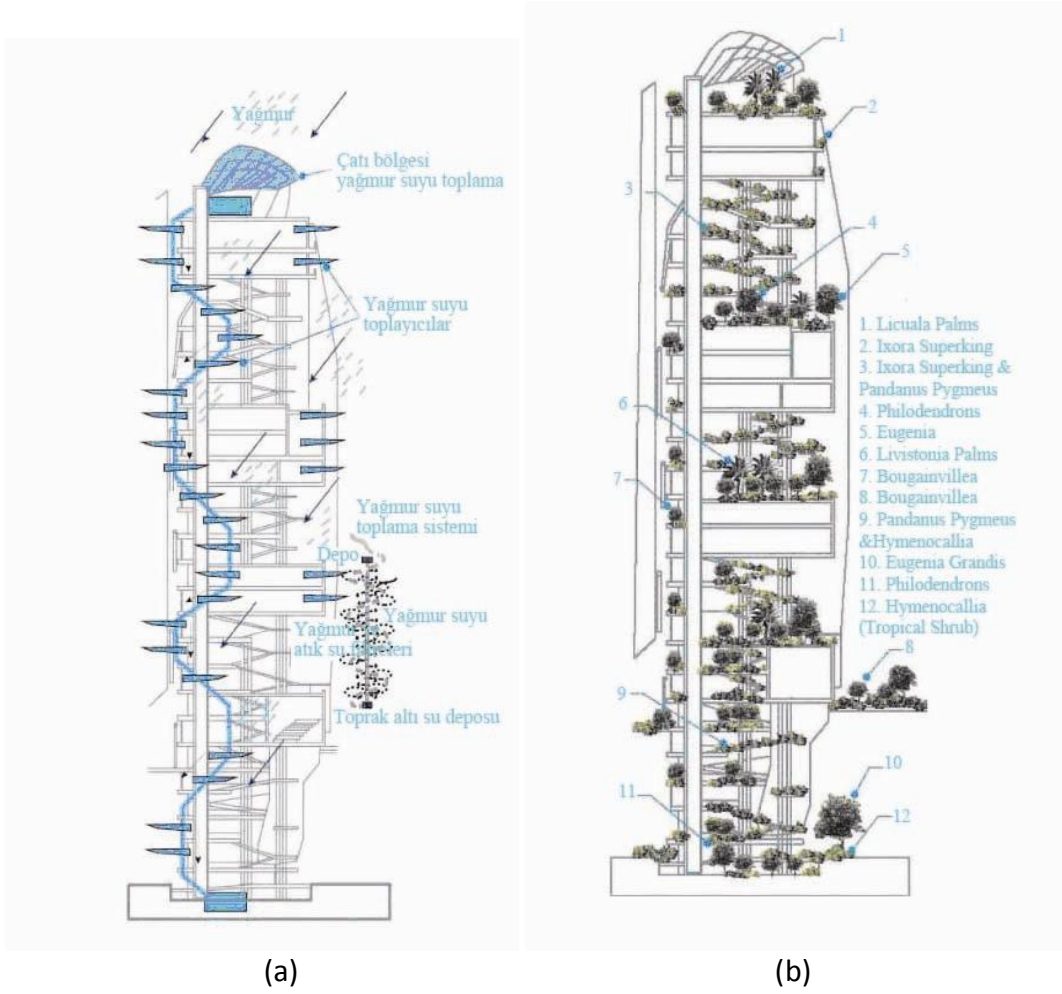 Yağmur
Çatı bölgesi
yağmur suyu toplama
Yağmur suyu
toplayıcılar
Yağmur suyu
toplama sistemi
Depo
Yağmur suyu
Yağmur
atık su
Toprak altı su deposu
(a)
1
2
3
4
5
6
7
1. Licuala Palms
2. Ixora Superking
3. Ixora Superking &
Pandanus Pygmeus
4. Philodendrons
5. Eugenia
6. Livistonia Palms
7. Bougainvillea
8. Bougainvillea
9. Pandanus Pygmeus
&Hymenocallia
10. Eugenia Grandis
11. Philodendrons
12. Hymenocallia
(Tropical Shrub)
8
9
10
11
12
(b)